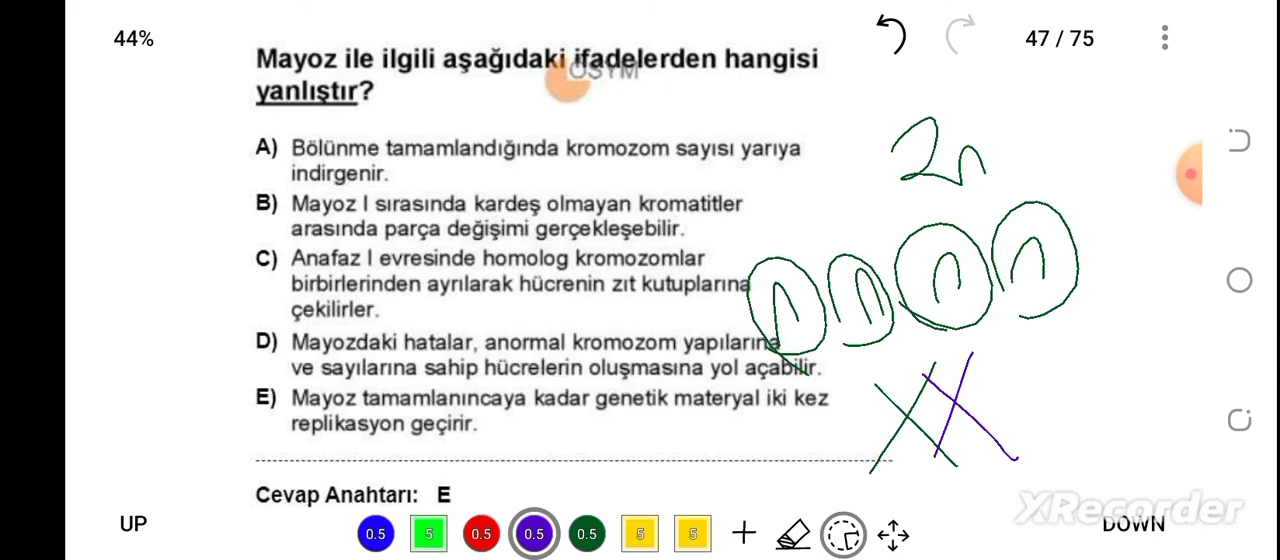 44%
47 / 75
Mayoz ile ilgili aşağıdaki ifadelerden hangisi
ÖSYM
yanlıştır?
2n
A) Bölünme tamamlandığında kromozom sayısı yarıya
indirgenir.
B) Mayoz I sırasında kardeş olmayan kromatitler
arasında parça değişimi gerçekleşebilir.
C) Anafaz I evresinde homolog kromozomlar
birbirlerinden ayrılarak hücrenin zıt kutuplarına
çekilirler.
n n n n
D) Mayozdaki hatalar, anormal kromozom yapılarına
ve sayılarına sahip hücrelerin oluşmasına yol açabilir.
E) Mayoz tamamlanıncaya kadar genetik materyal iki kez
replikasyon geçirir.
Cevap Anahtarı: E
XRecorder
UP
0.5 5 0.5 0.5 0.5 5 5
DOWN